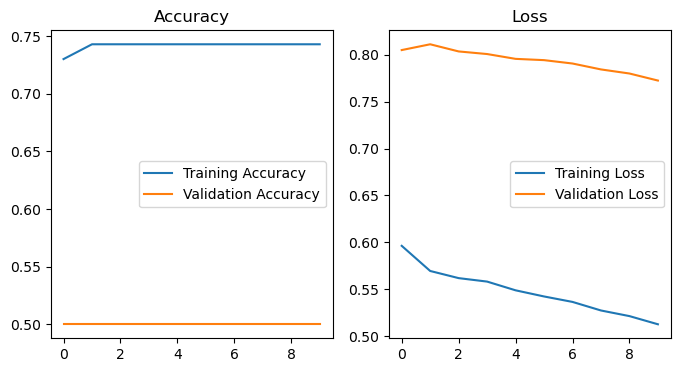 Accuracy
0.75
0.70
0.65
0.60
0.55
0.50
0 2 4 6 8
Training Accuracy
Validation Accuracy
Loss
0.80
0.75
0.70
0.65
0.60
0.55
0.50
0 2 4 6 8
Training Loss
Validation Loss